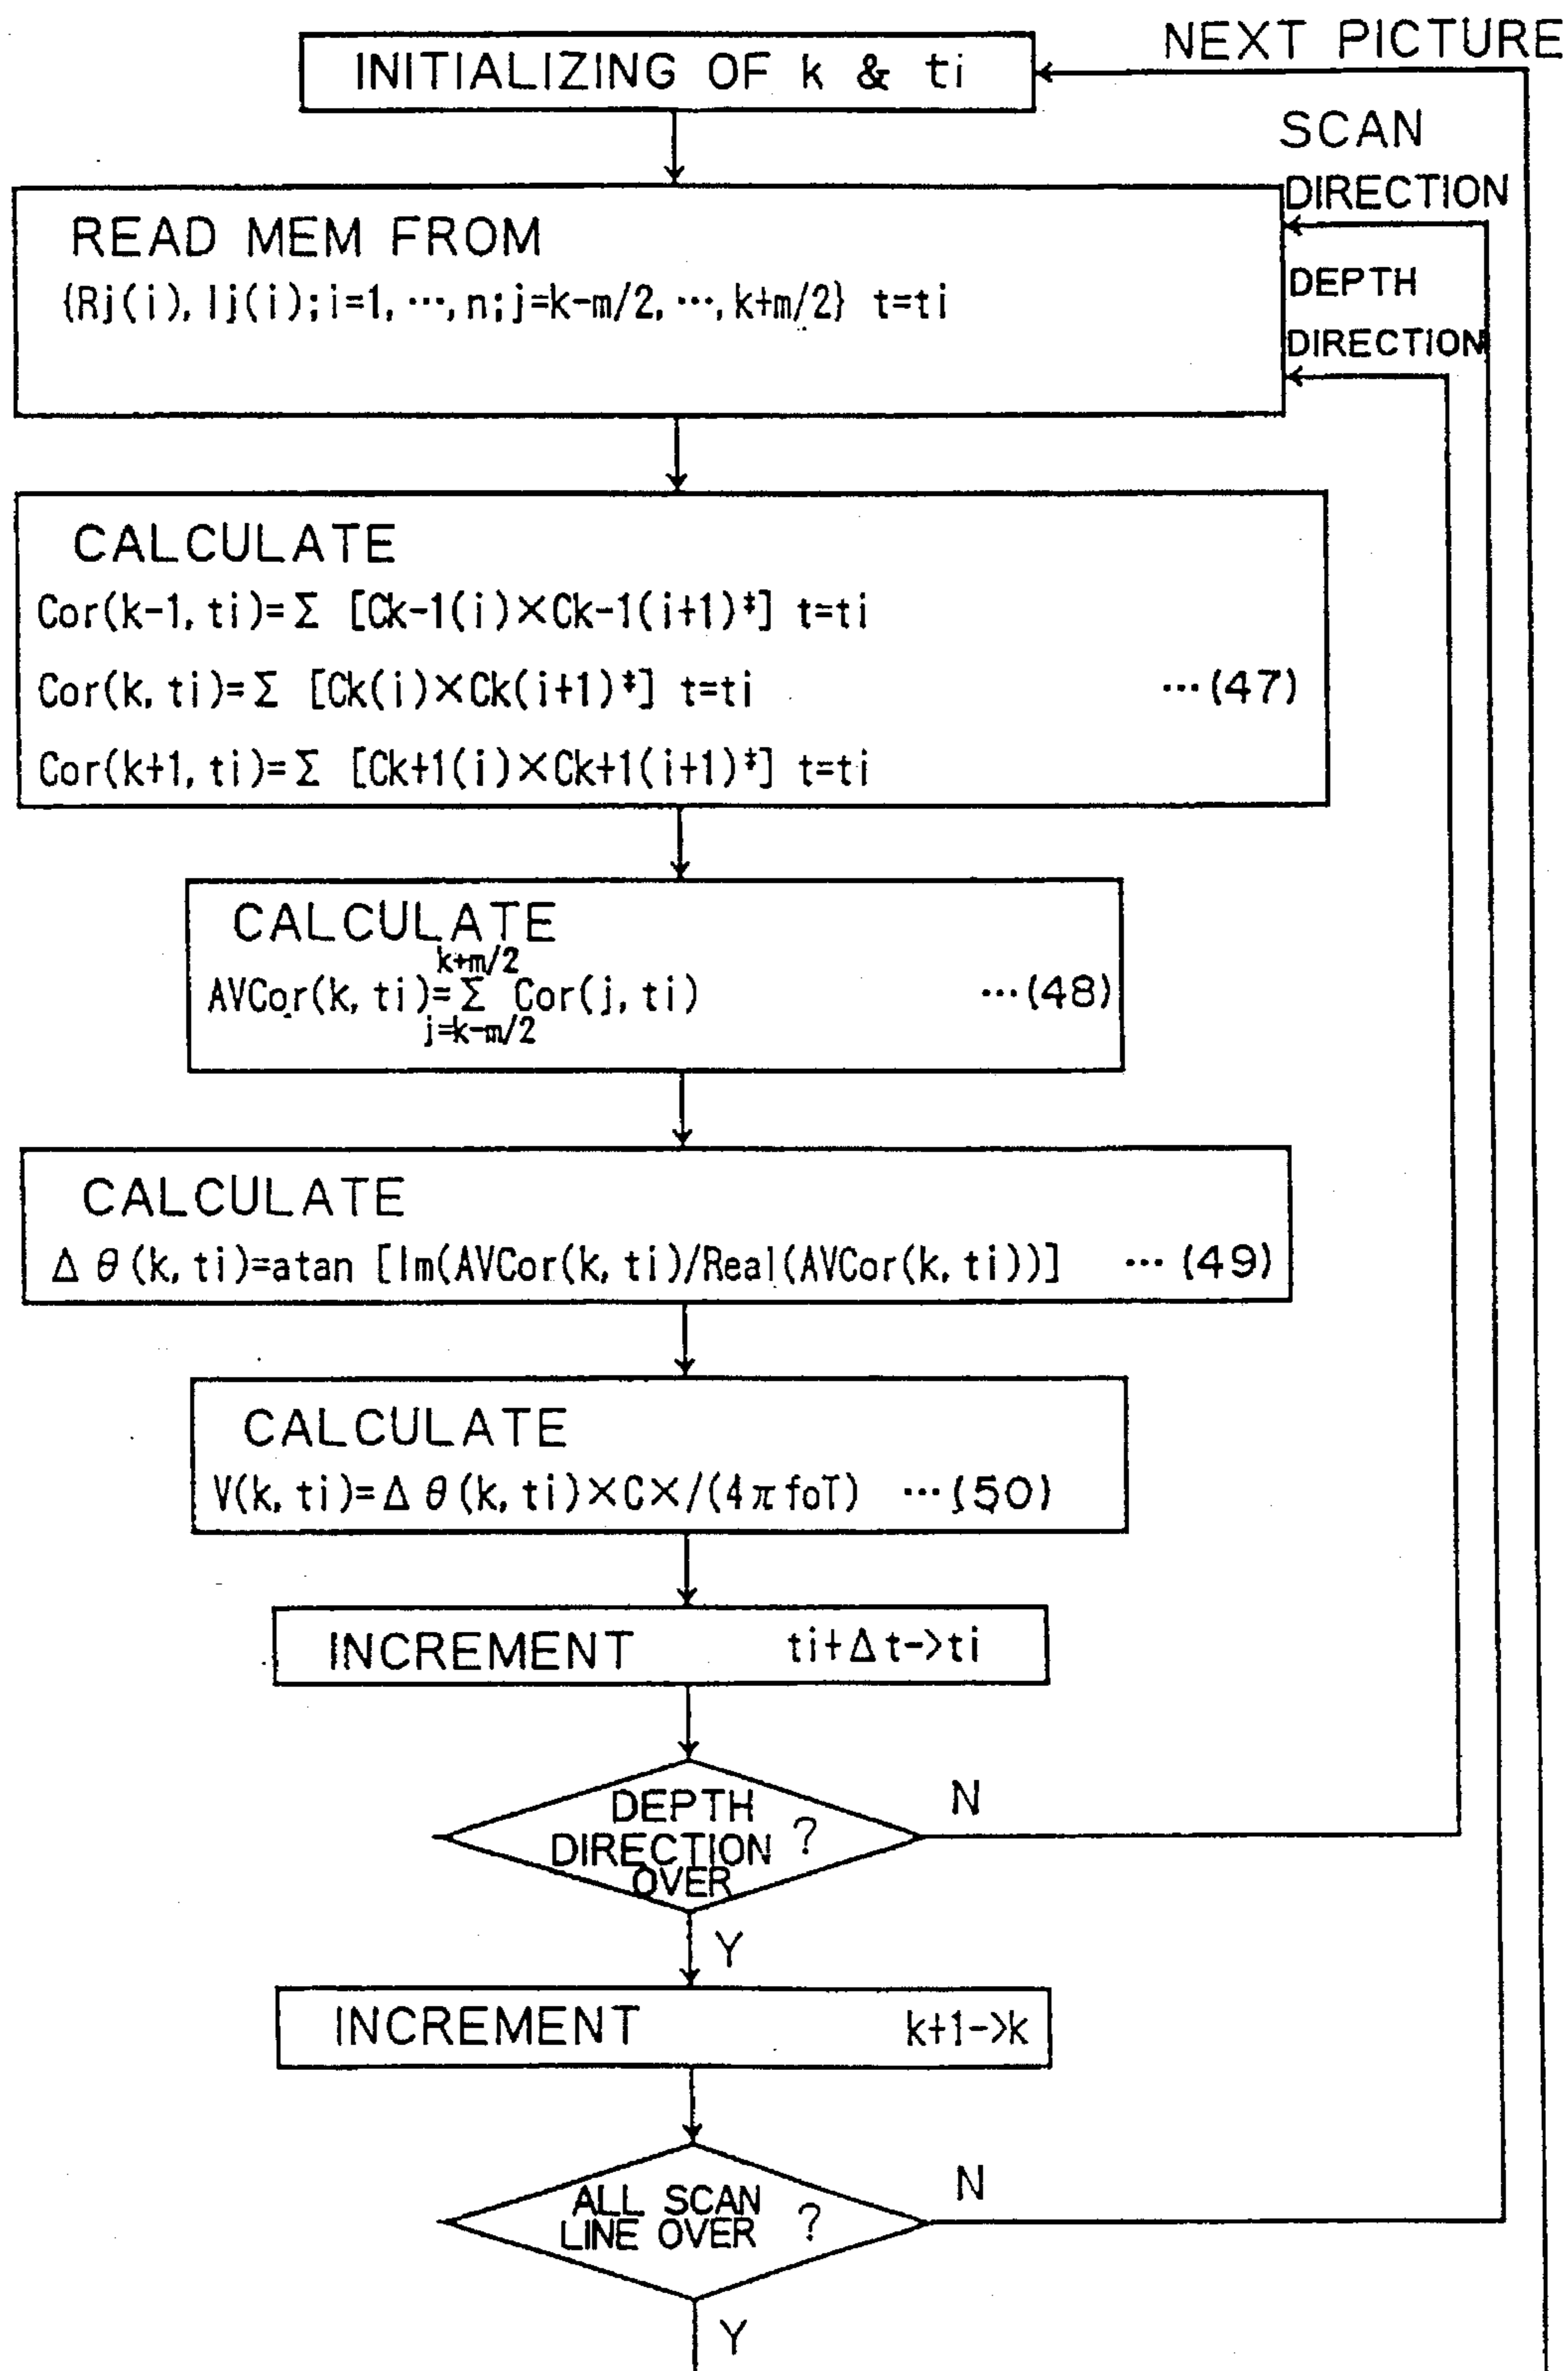 NEXT PICTURE
INITIALIZING OF k & ti
SCAN
DIRECTION
READ MEM FROM
{Rj(i), Ij(i);i=1, ···, n;j=k-m/2, ···, k+m/2} t=ti
DEPTH
DIRECTION
CALCULATE
Cor(k-1, ti)=Σ [Ck-1(i)×Ck-1(i+1)*] t=ti
Cor(k, ti)=Σ [Ck(i)×Ck(i+1)*] t=ti ···(47)
Cor(k+1, ti)=Σ [Ck+1(i)×Ck+1(i+1)*] t=ti
CALCULATE
k+m/2
AVCor(k, ti)=Σ Cor(j, ti) ···(48)
j=k-m/2
CALCULATE
Δ θ (k, ti)=atan [Im(AVCor(k, ti)/Real(AVCor(k, ti))] ··· (49)
CALCULATE
V(k, ti)=Δ θ (k, ti)×C×/(4π foT) ···(50)
INCREMENT ti+Δt->ti
DEPTH
DIRECTION ?
OVER
N
Y
INCREMENT k+1->k
ALL SCAN
LINE OVER ?
N
Y